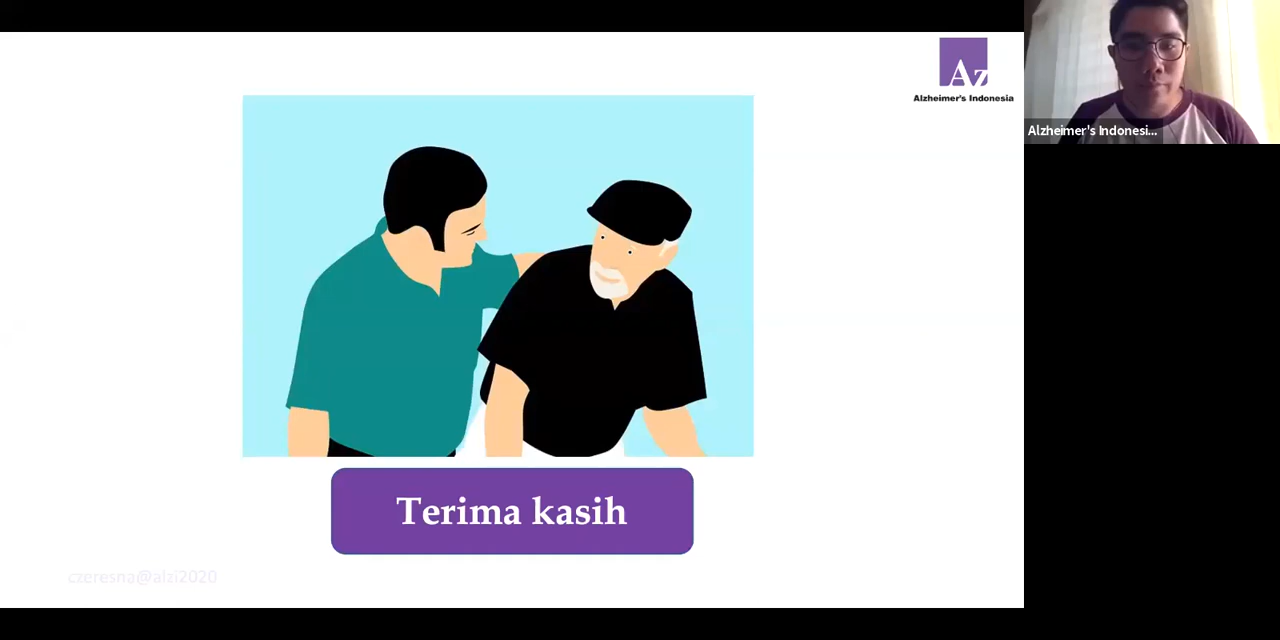 Az
Alzheimer's Indonesia
Alzheimer's Indonesi...
Terima kasih
czeresna@alzi2020